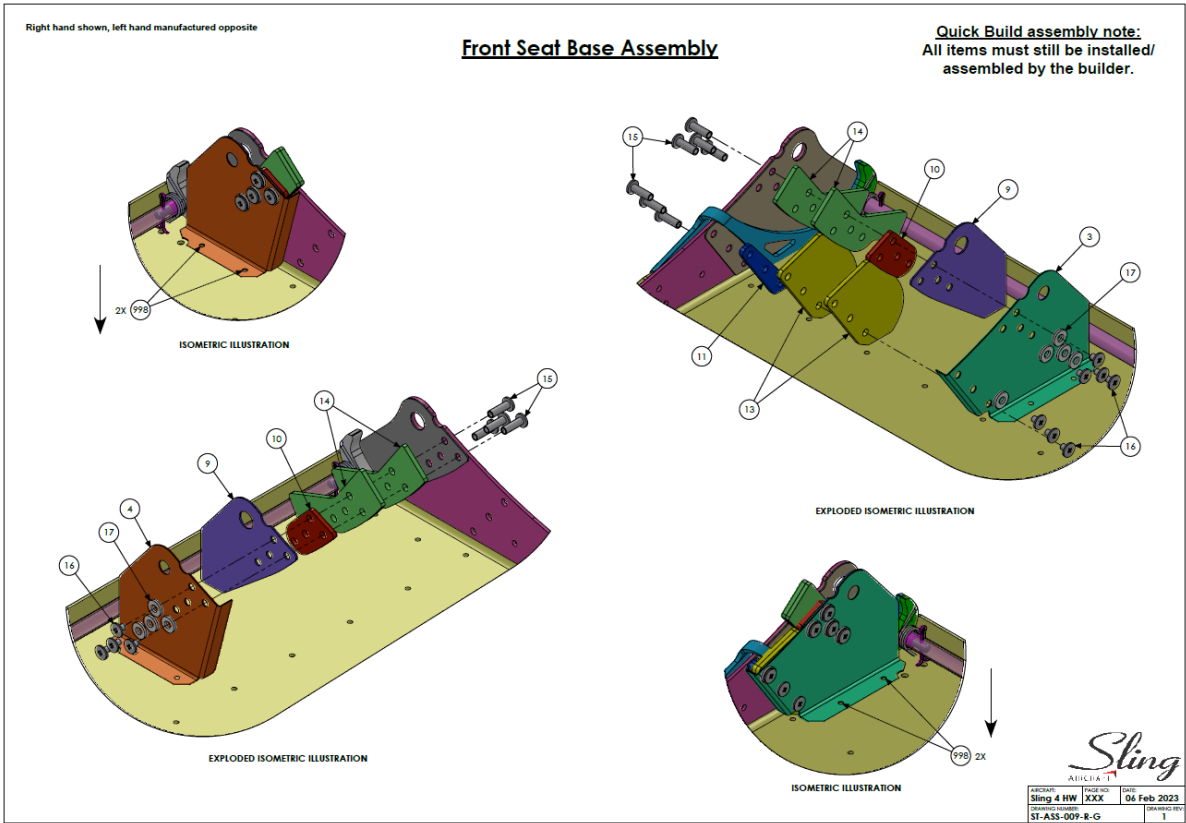 Right hand shown, left hand manufactured opposite
Front Seat Base Assembly
Quick Build assembly note:
All items must still be installed/
assembled by the builder.
2X 998
ISOMETRIC ILLUSTRATION
15
14
10
9
3
17
11
13
16
EXPLODED ISOMETRIC ILLUSTRATION
15
14
10
9
4
17
16
EXPLODED ISOMETRIC ILLUSTRATION
998 2X
ISOMETRIC ILLUSTRATION
Sling
AIRCRAFT
AIRCRAFT: PAGE NO: DATE:
Sling 4 HW XXX 06 Feb 2023
DRAWING NUMBER: DRAWING REV:
ST-ASS-009-R-G 1